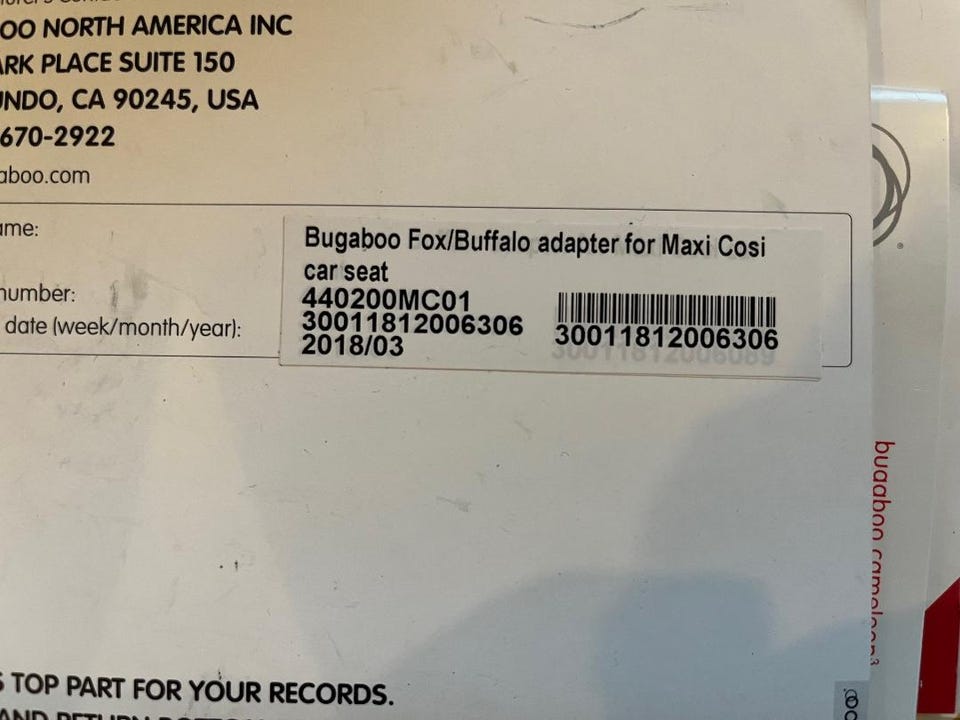 OO NORTH AMERICA INC
ARK PLACE SUITE 150
UNDO, CA 90245, USA
670-2922
aboo.com
ame:
Bugaboo Fox/Buffalo adapter for Maxi Cosi
car seat
number:
440200MC01
date (week/month/year):
30011812006306
2018/03
30011812006306
bugaboo cameleon³
S TOP PART FOR YOUR RECORDS.